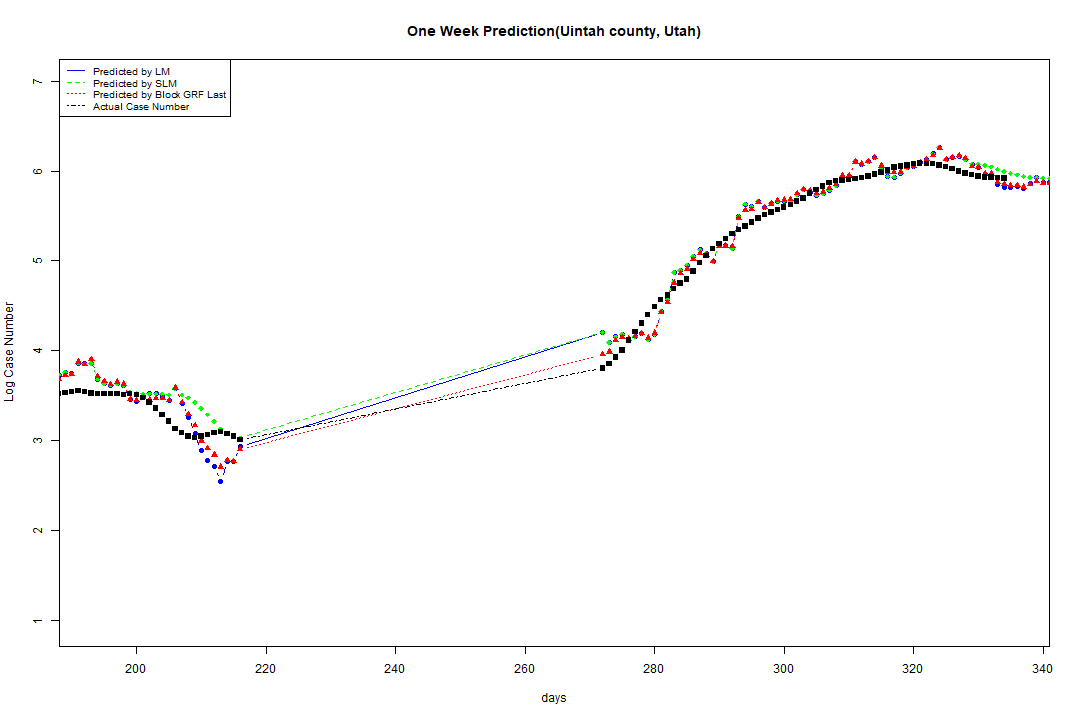 One Week Prediction(Uintah county, Utah)
Predicted by LM
Predicted by SLM
Predicted by Block GRF Last
Actual Case Number
7
6
5
4
3
2
1
Log Case Number
200 220 240 260 280 300 320 340
days